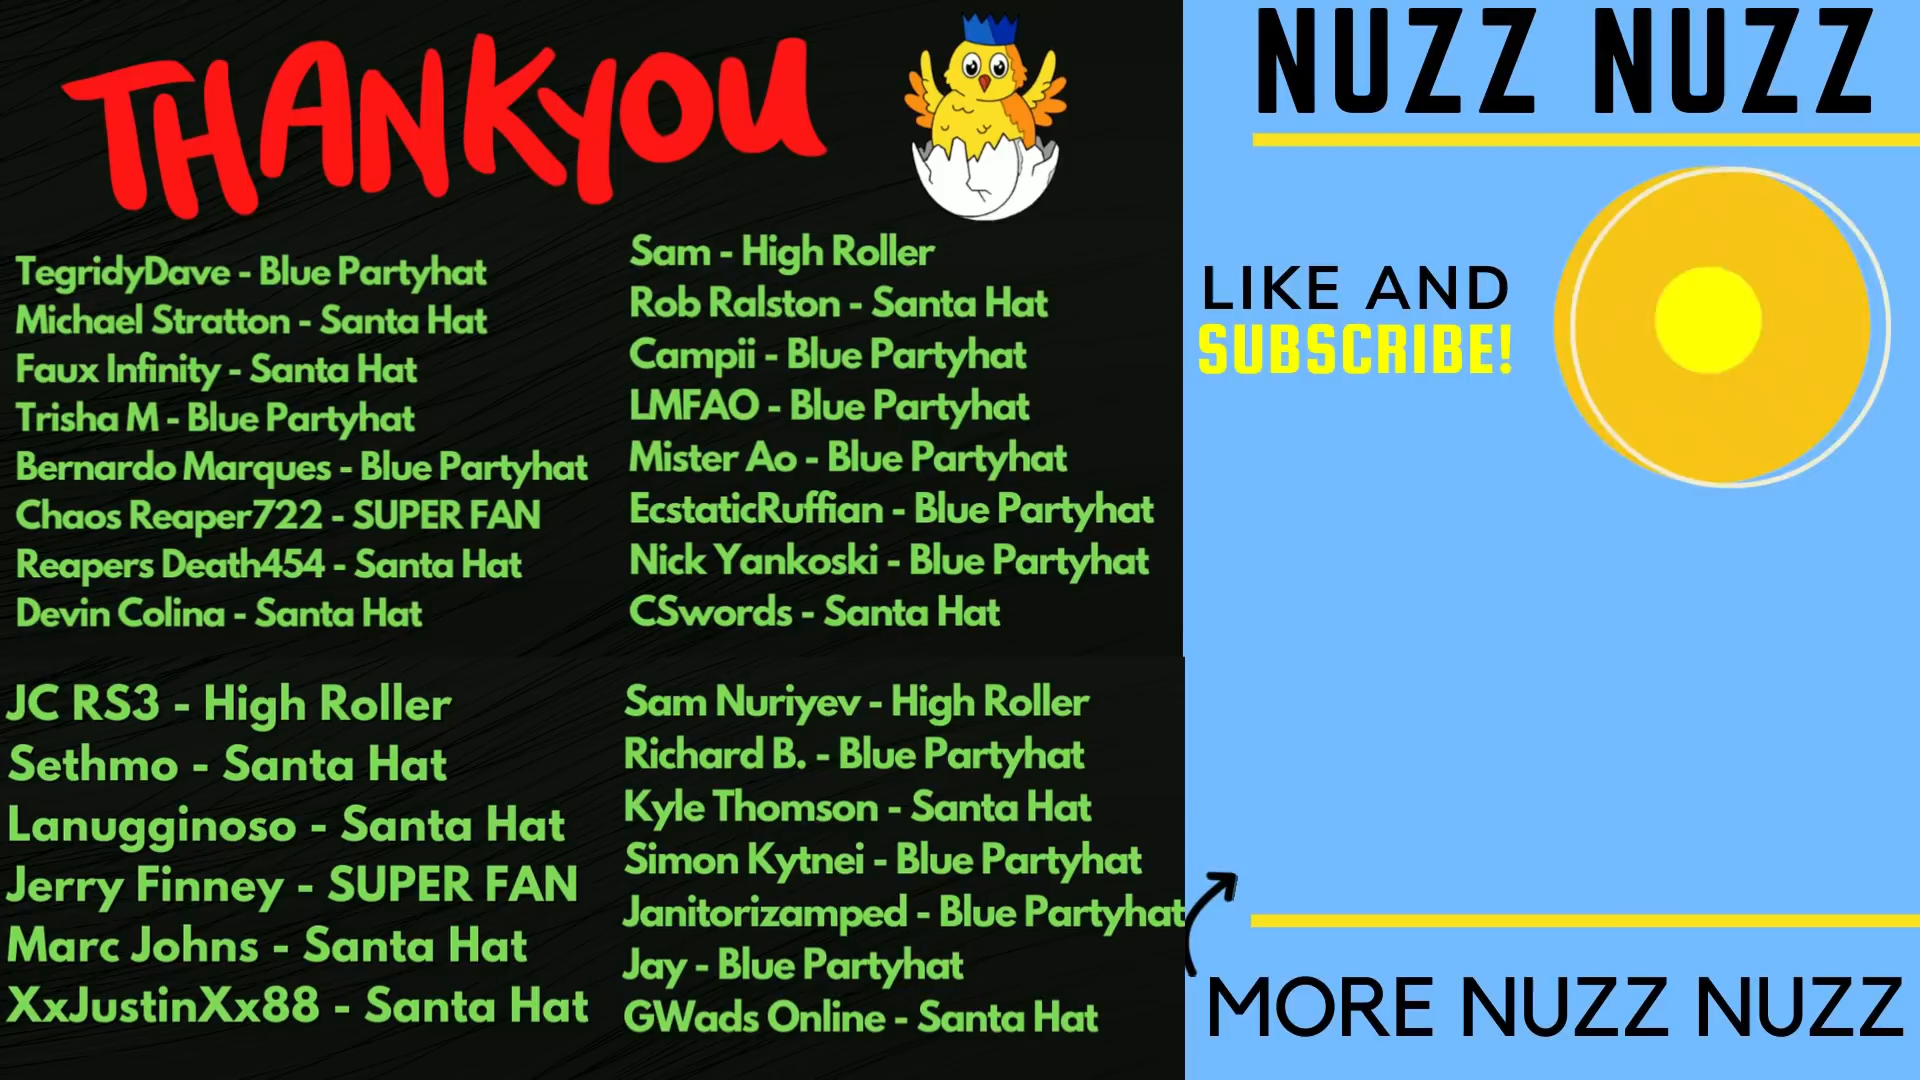 THANKYOU
TegridyDave - Blue Partyhat
Michael Stratton - Santa Hat
Faux Infinity - Santa Hat
Trisha M - Blue Partyhat
Bernardo Marques - Blue Partyhat
Chaos Reaper722 - SUPER FAN
Reapers Death454 - Santa Hat
Devin Colina - Santa Hat
Sam - High Roller
Rob Ralston - Santa Hat
Campii - Blue Partyhat
LMFAO - Blue Partyhat
Mister Ao - Blue Partyhat
EcstaticRuffian - Blue Partyhat
Nick Yankoski - Blue Partyhat
CSwords - Santa Hat
JC RS3 - High Roller
Sethmo - Santa Hat
Lanugginoso - Santa Hat
Jerry Finney - SUPER FAN
Marc Johns - Santa Hat
XxJustinXx88 - Santa Hat
Sam Nuriyev - High Roller
Richard B. - Blue Partyhat
Kyle Thomson - Santa Hat
Simon Kytnei - Blue Partyhat
Janitorizamped - Blue Partyhat
Jay - Blue Partyhat
GWads Online - Santa Hat
NUZZ NUZZ
LIKE AND
SUBSCRIBE!
MORE NUZZ NUZZ